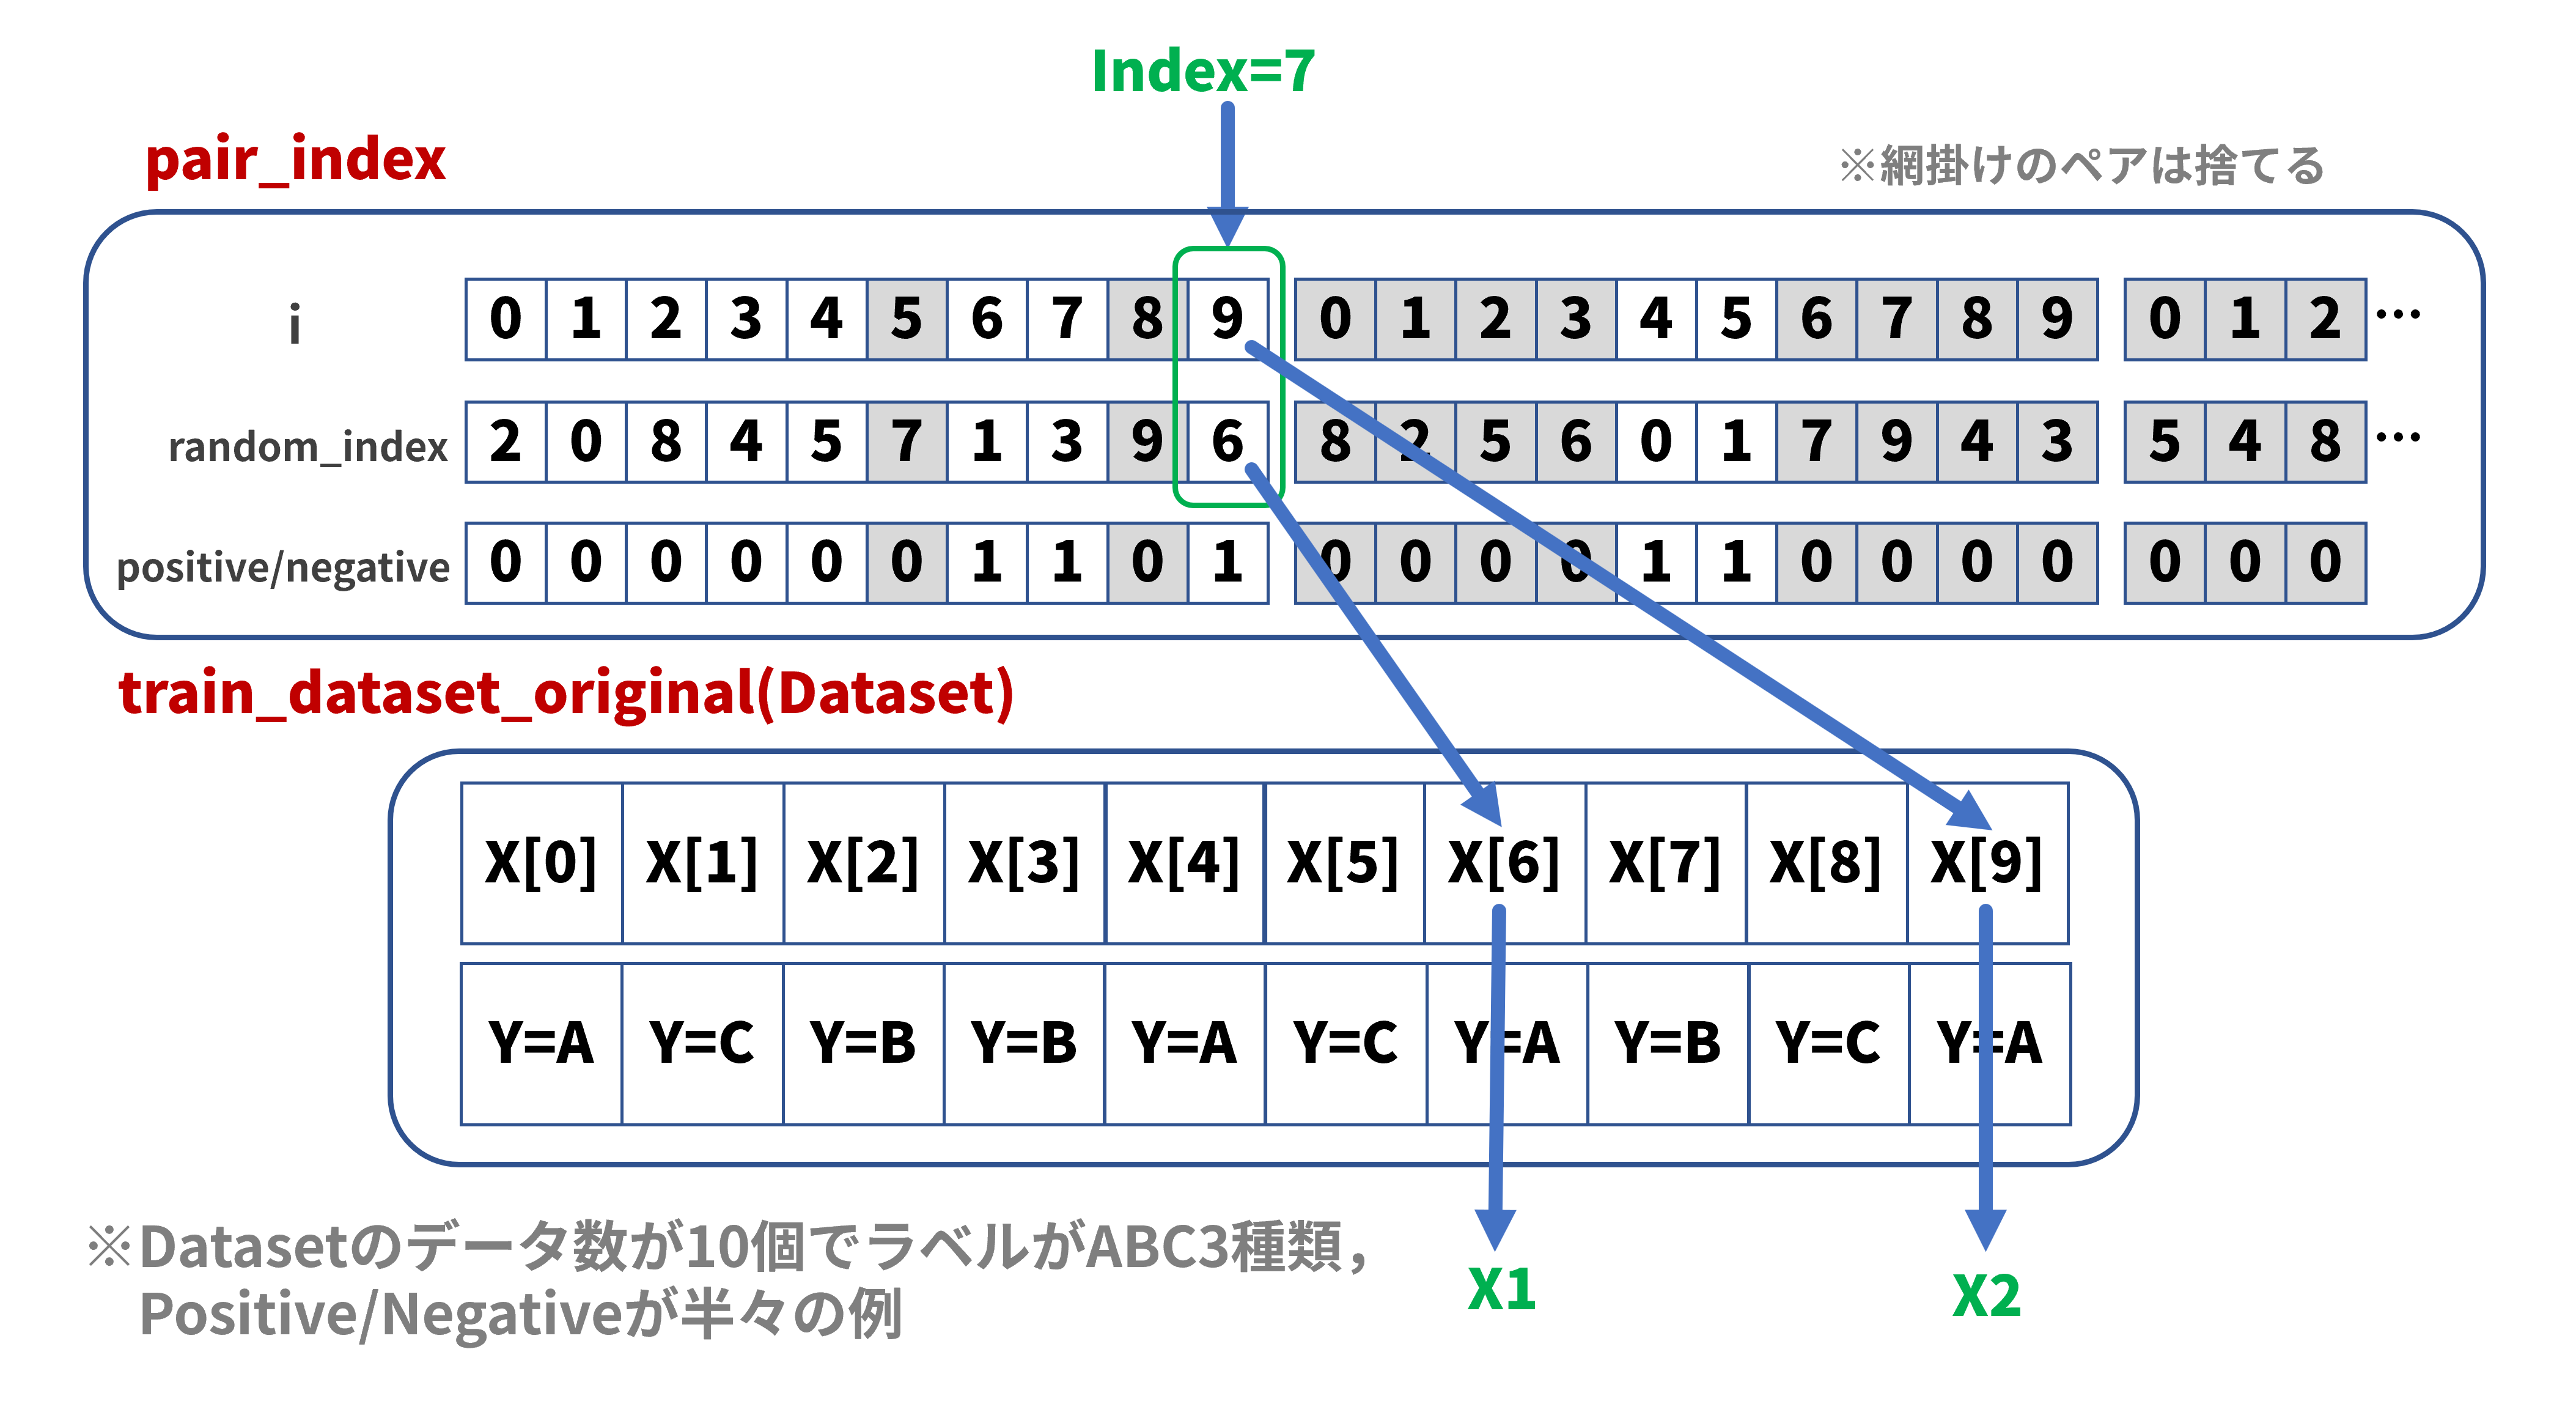 Index=7
pair_index
※網掛けのペアは捨てる
i 0 1 2 3 4 5 6 7 8 9 0 1 2 3 4 5 6 7 8 9 0 1 2 …
random_index 2 0 8 4 5 7 1 3 9 6 8 2 5 6 0 1 7 9 4 3 5 4 8 …
positive/negative 0 0 0 0 0 0 1 1 0 1 0 0 0 0 1 1 0 0 0 0 0 0 0
train_dataset_original(Dataset)
X[0] X[1] X[2] X[3] X[4] X[5] X[6] X[7] X[8] X[9]
Y=A Y=C Y=B Y=B Y=A Y=C Y=A Y=B Y=C Y=A
※Datasetのデータ数が10個でラベルがABC3種類，
Positive/Negativeが半々の例
X1 X2